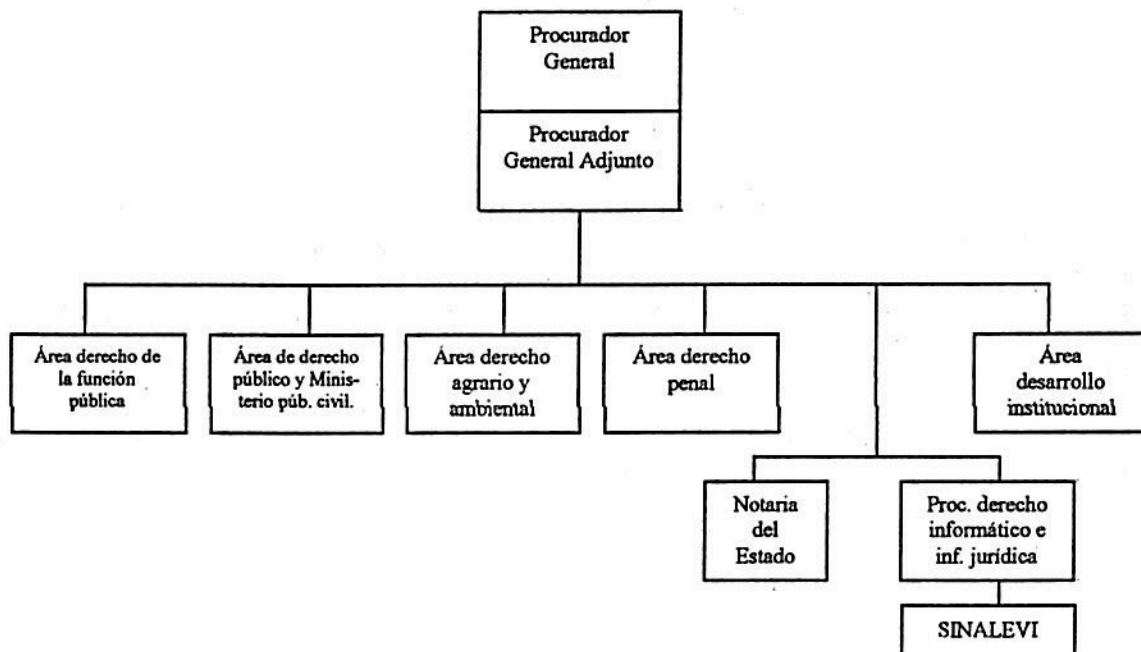 Procurador
General
Procurador
General Adjunto
Área derecho de
la función
pública
Área de derecho
público y Minis-
terio púb. civil.
Área derecho
agrario y
ambiental
Área derecho
penal
Área
desarrollo
institucional
Notaria
del
Estado
Proc. derecho
informático e
inf. jurídica
SINALEVI